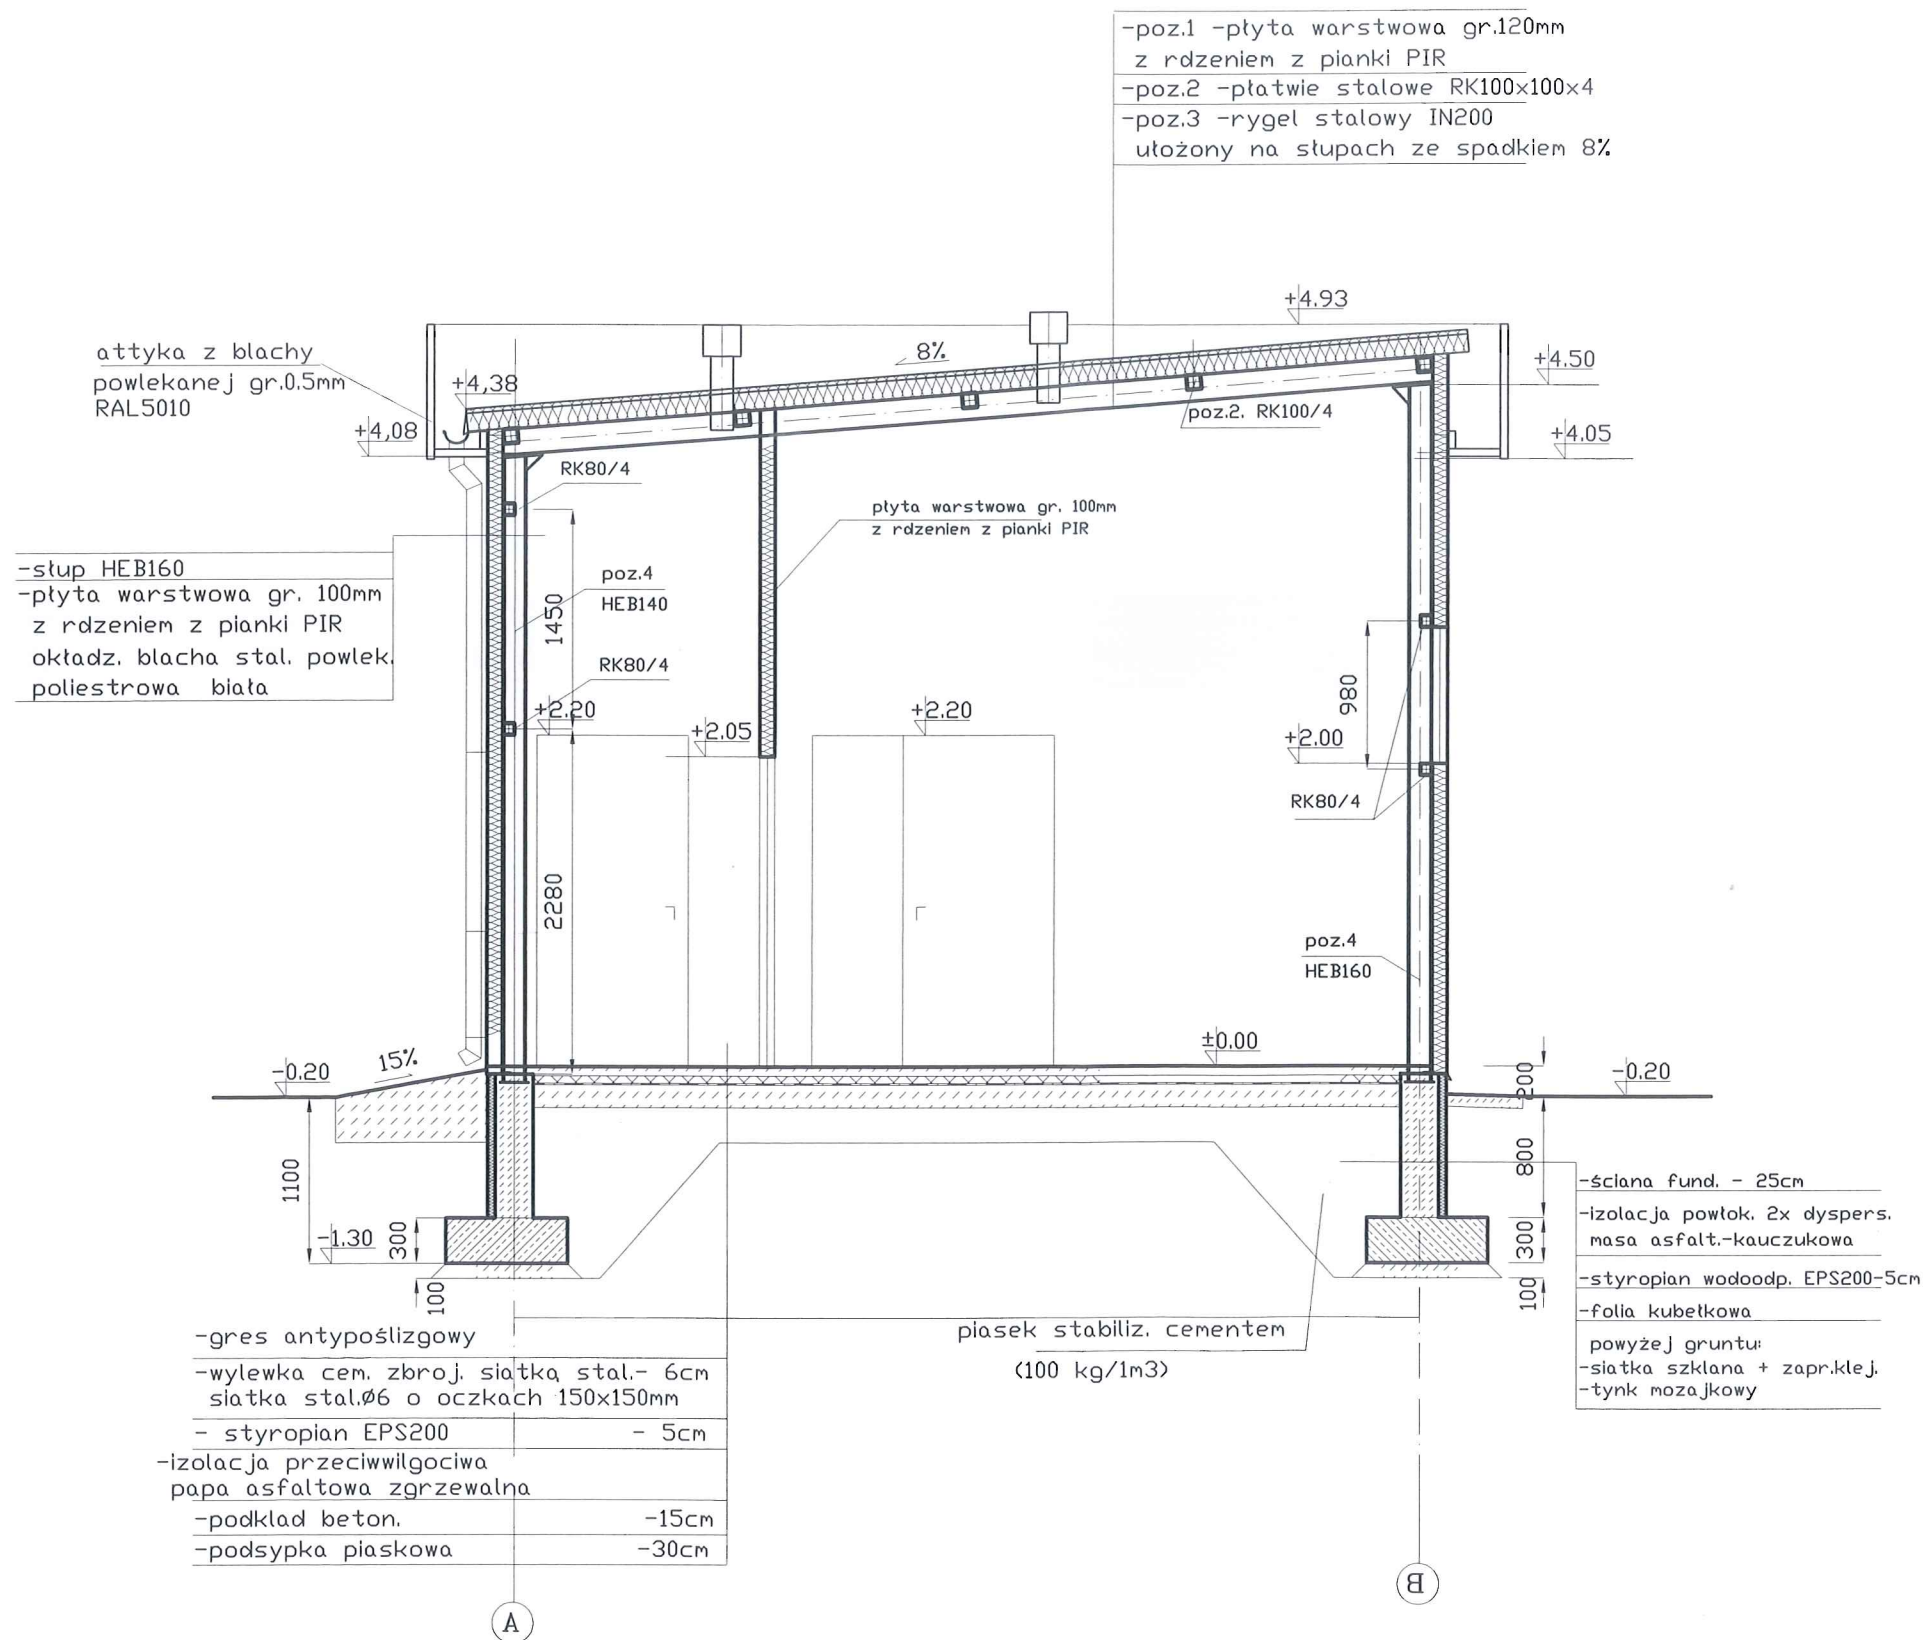 -poz.1 -płyta warstwowa gr.120mm
z rdzeniem z pianki PIR
-poz.2 -płatwie stalowe RK100x100x4
-poz.3 -rygel stalowy IN200
ułożony na słupach ze spadkiem 8%
+4.93
attyka z blachy
powlekanej gr.0.5mm
RAL5010
8%
+4.50
+4,38
poz.2. RK100/4
+4,08
+4.05
RK80/4
płyta warstwowa gr. 100mm
z rdzeniem z pianki PIR
-słup HEB160
-płyta warstwowa gr. 100mm
z rdzeniem z pianki PIR
okładz. blacha stal. powlek.
poliestrowa biała
poz.4
HEB140
1450
RK80/4
980
+2.20
+2.05
+2.20
+2.00
RK80/4
2280
poz.4
HEB160
±0.00
15%
-0.20
200
-0.20
1100
800
-1.30
300
100
300
100
-ściana fund. - 25cm
-izolacja powłok. 2x dyspers.
masa asfalt.-kauczukowa
-styropian wodoodp. EPS200-5cm
-folia kubełkowa
powyżej gruntu:
-siatka szklana + zapr.klej.
-tynk mozajkowy
piasek stabiliz. cementem
(100 kg/1m3)
-gres antypoślizgowy
-wylewka cem. zbroj. siatką stal.- 6cm
siatka stal.Ø6 o oczkach 150x150mm
- styropian EPS200 - 5cm
-izolacja przeciwwilgociwa
papa asfaltowa zgrzewalna
-podklad beton. -15cm
-podsypka piaskowa -30cm
A
B